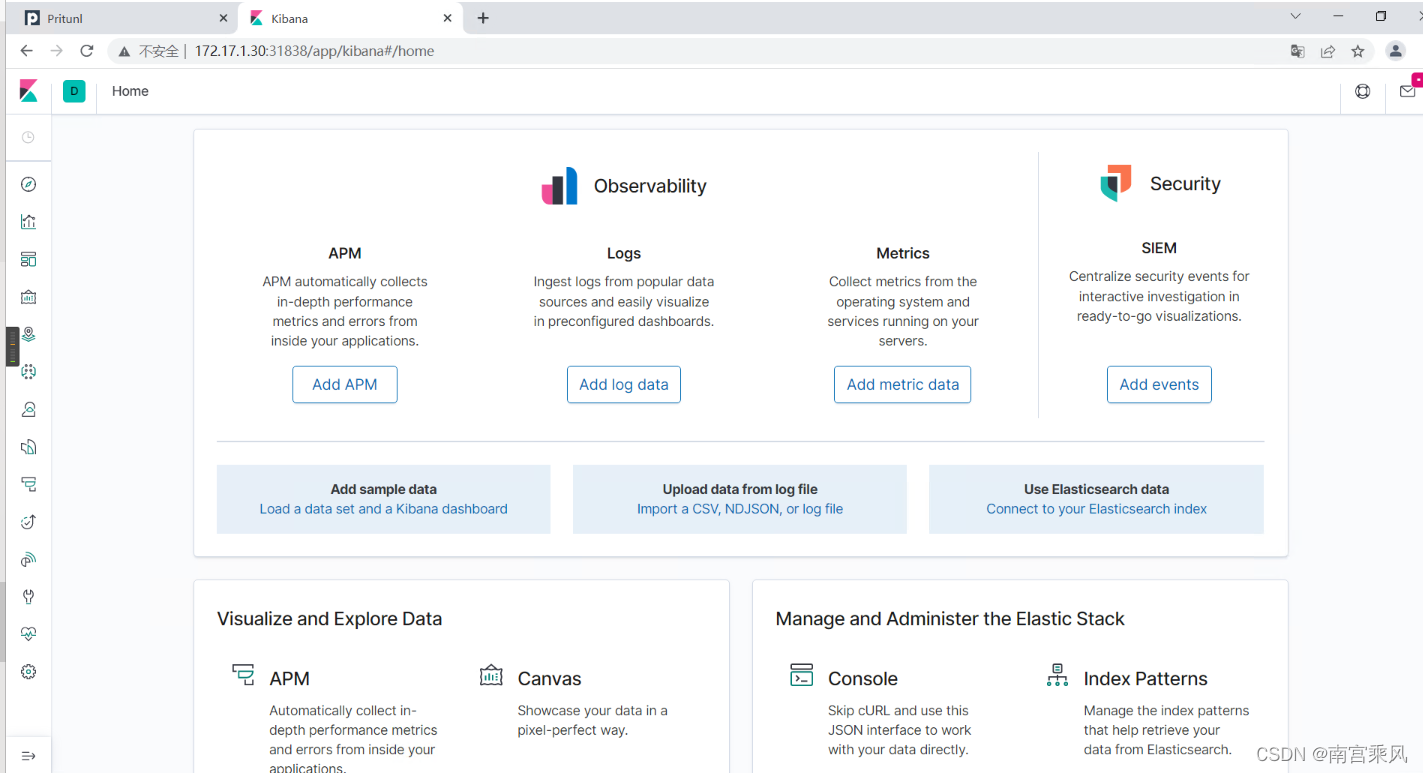 Pritunl
Kibana
不安全 | 172.17.1.30:31838/app/kibana#/home
D
Home
Observability
Security
APM
APM automatically collects
in-depth performance
metrics and errors from
inside your applications.
Add APM
Logs
Ingest logs from popular data
sources and easily visualize
in preconfigured dashboards.
Add log data
Metrics
Collect metrics from the
operating system and
services running on your
servers.
Add metric data
SIEM
Centralize security events for
interactive investigation in
ready-to-go visualizations.
Add events
Add sample data
Load a data set and a Kibana dashboard
Upload data from log file
Import a CSV, NDJSON, or log file
Use Elasticsearch data
Connect to your Elasticsearch index
Visualize and Explore Data
APM
Automatically collect in-
depth performance metrics
and errors from inside your
applications.
Canvas
Showcase your data in a
pixel-perfect way.
Manage and Administer the Elastic Stack
Console
Skip cURL and use this
JSON interface to work
with your data directly.
Index Patterns
Manage the index patterns
that help retrieve your
data from Elasticsearch.
CSDN @南宫乘风